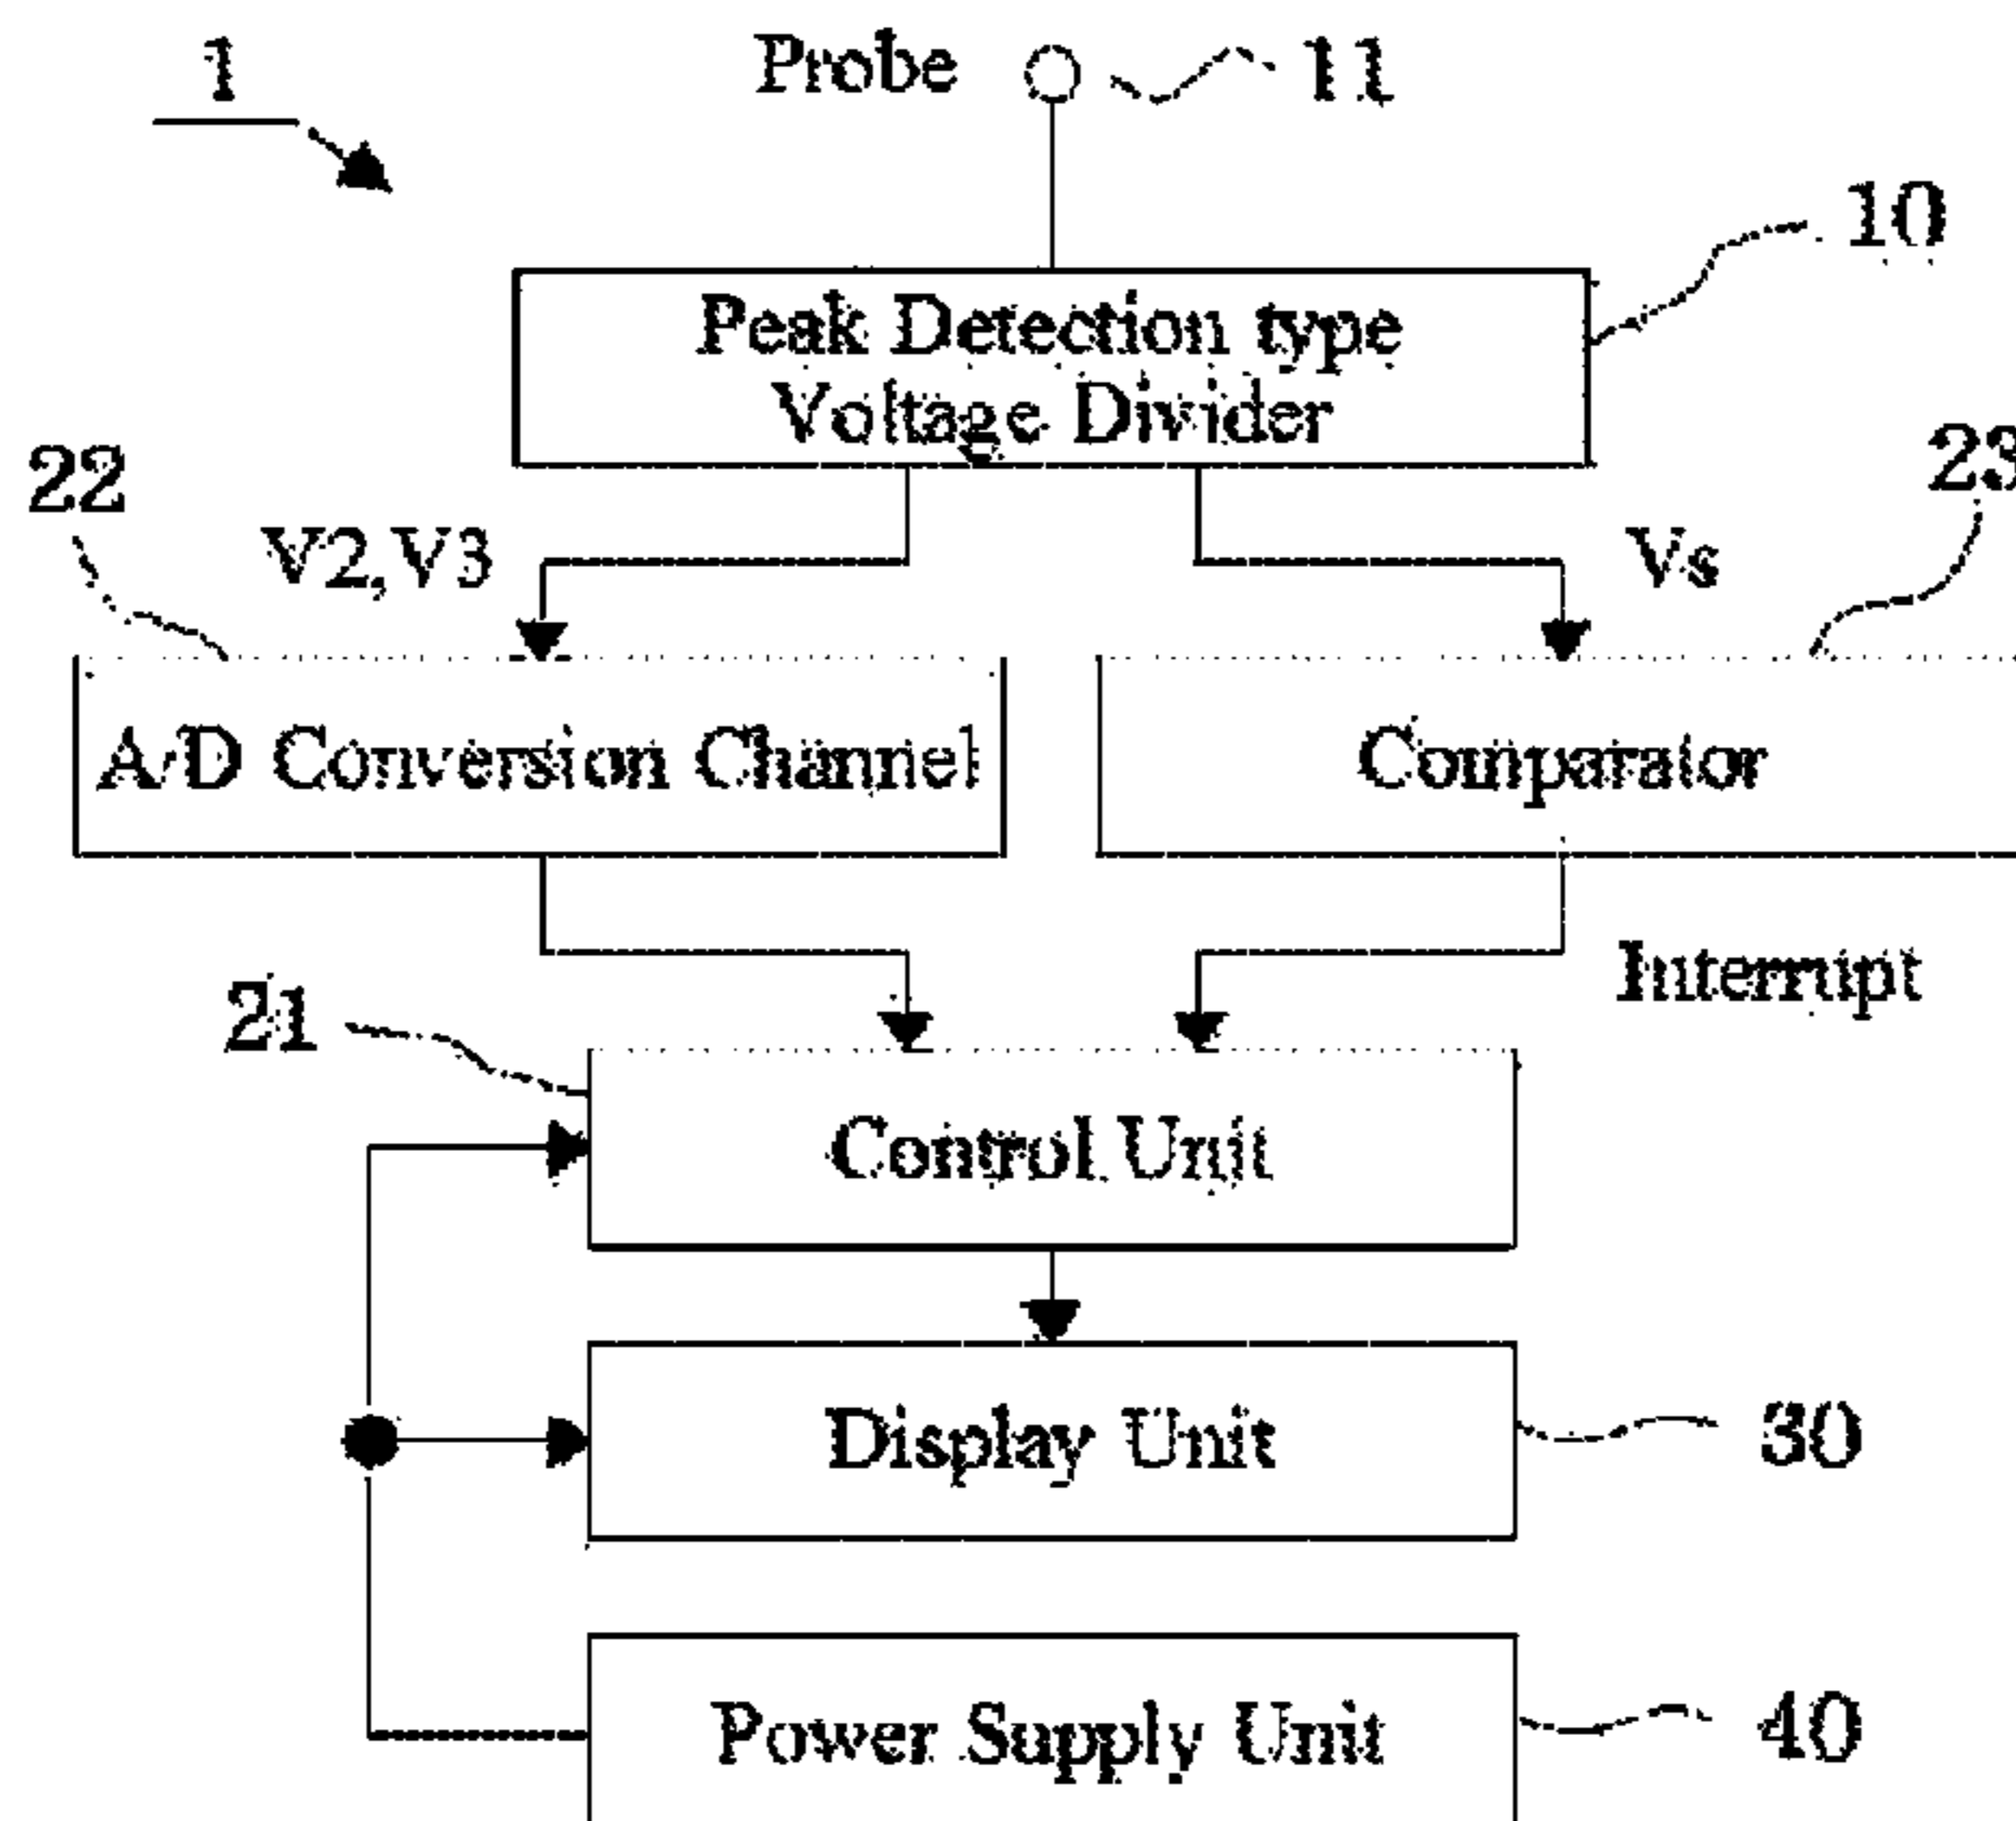 1
Probe
11
10
Peak Detection type
Voltage Divider
22
23
V2,V3
Vs
A/D Conversion Channel
Comparator
Interrupt
21
Control Unit
Display Unit
30
Power Supply Unit
40